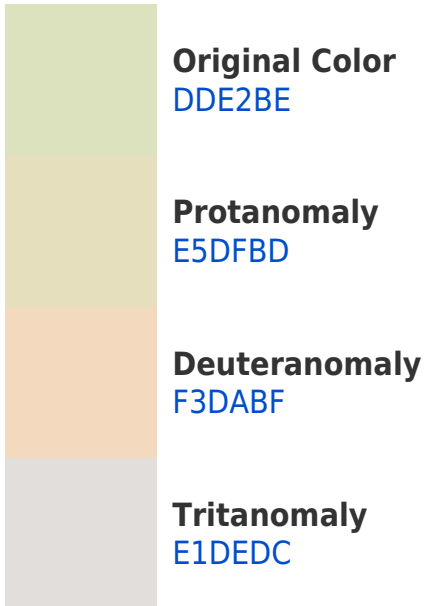 Original Color
DDE2BE
Protanomaly
E5DFBD
Deuteranomaly
F3DABF
Tritanomaly
E1DEDC